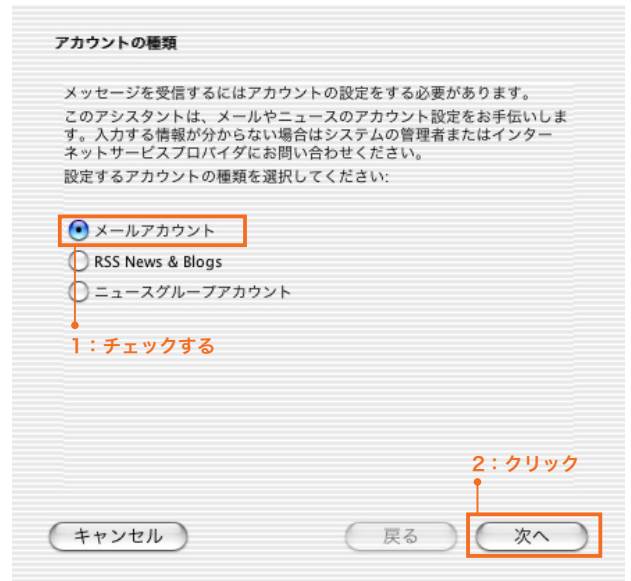 アカウントの種類
メッセージを受信するにはアカウントの設定をする必要があります。
このアシスタントは、メールやニュースのアカウント設定をお手伝いしま
す。入力する情報が分からない場合はシステムの管理者またはインター
ネットサービスプロバイダにお問い合わせください。
設定するアカウントの種類を選択してください:
メールアカウント
RSS News & Blogs
ニュースグループアカウント
1：チェックする
2：クリック
キャンセル
戻る
次へ